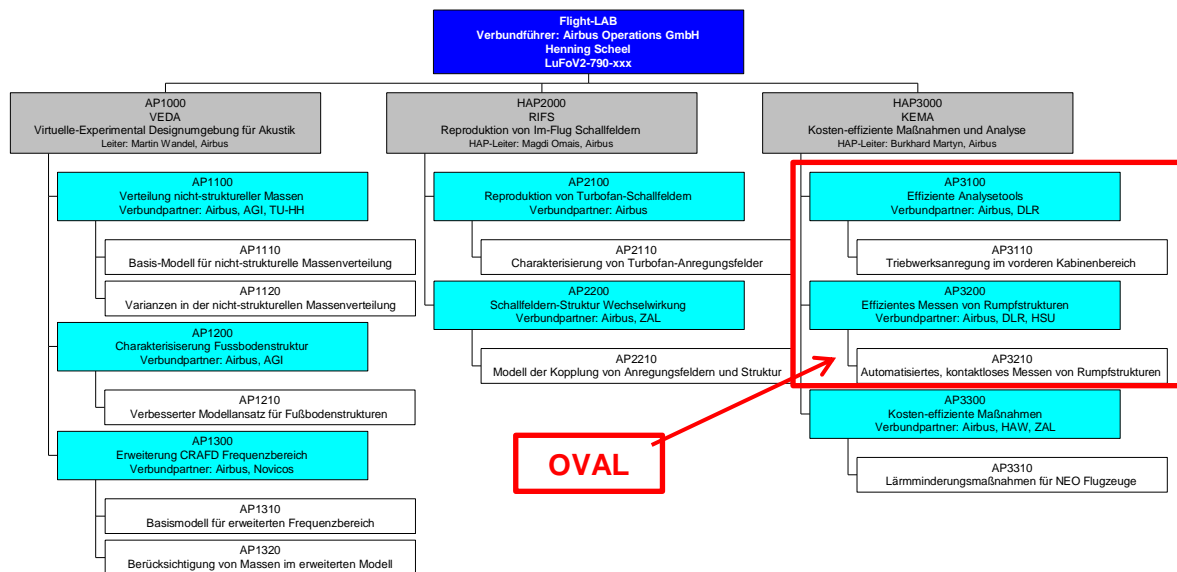 Flight-LAB
Verbundführer: Airbus Operations GmbH
Henning Scheel
LuFoV2-790-xxx
AP1000
VEDA
Virtuelle-Experimental Designumgebung für Akustik
Leiter: Martin Wandel, Airbus
AP1100
Verteilung nicht-struktureller Massen
Verbundpartner: Airbus, AGI, TU-HH
AP1110
Basis-Modell für nicht-strukturelle Massenverteilung
AP1120
Varianzen in der nicht-strukturellen Massenverteilung
AP1200
Charakterisiserung Fussbodenstruktur
Verbundpartner: Airbus, AGI
AP1210
Verbesserter Modellansatz für Fußbodenstrukturen
AP1300
Erweiterung CRAFD Frequenzbereich
Verbundpartner: Airbus, Novicos
AP1310
Basismodell für erweiterten Frequenzbereich
AP1320
Berücksichtigung von Massen im erweiterten Modell
HAP2000
RIFS
Reproduktion von Im-Flug Schallfeldern
HAP-Leiter: Magdi Omais, Airbus
AP2100
Reproduktion von Turbofan-Schallfeldern
Verbundpartner: Airbus
AP2110
Charakterisierung von Turbofan-Anregungsfelder
AP2200
Schallfeldern-Struktur Wechselwirkung
Verbundpartner: Airbus, ZAL
AP2210
Modell der Kopplung von Anregungsfeldern und Struktur
HAP3000
KEMA
Kosten-effiziente Maßnahmen und Analyse
HAP-Leiter: Burkhard Martyn, Airbus
AP3100
Effiziente Analysetools
Verbundpartner: Airbus, DLR
AP3110
Triebwerksanregung im vorderen Kabinenbereich
AP3200
Effizientes Messen von Rumpfstrukturen
Verbundpartner: Airbus, DLR, HSU
AP3210
Automatisiertes, kontaktloses Messen von Rumpfstrukturen
AP3300
Kosten-effiziente Maßnahmen
Verbundpartner: Airbus, HAW, ZAL
AP3310
Lärmminderungsmaßnahmen für NEO Flugzeuge
OVAL